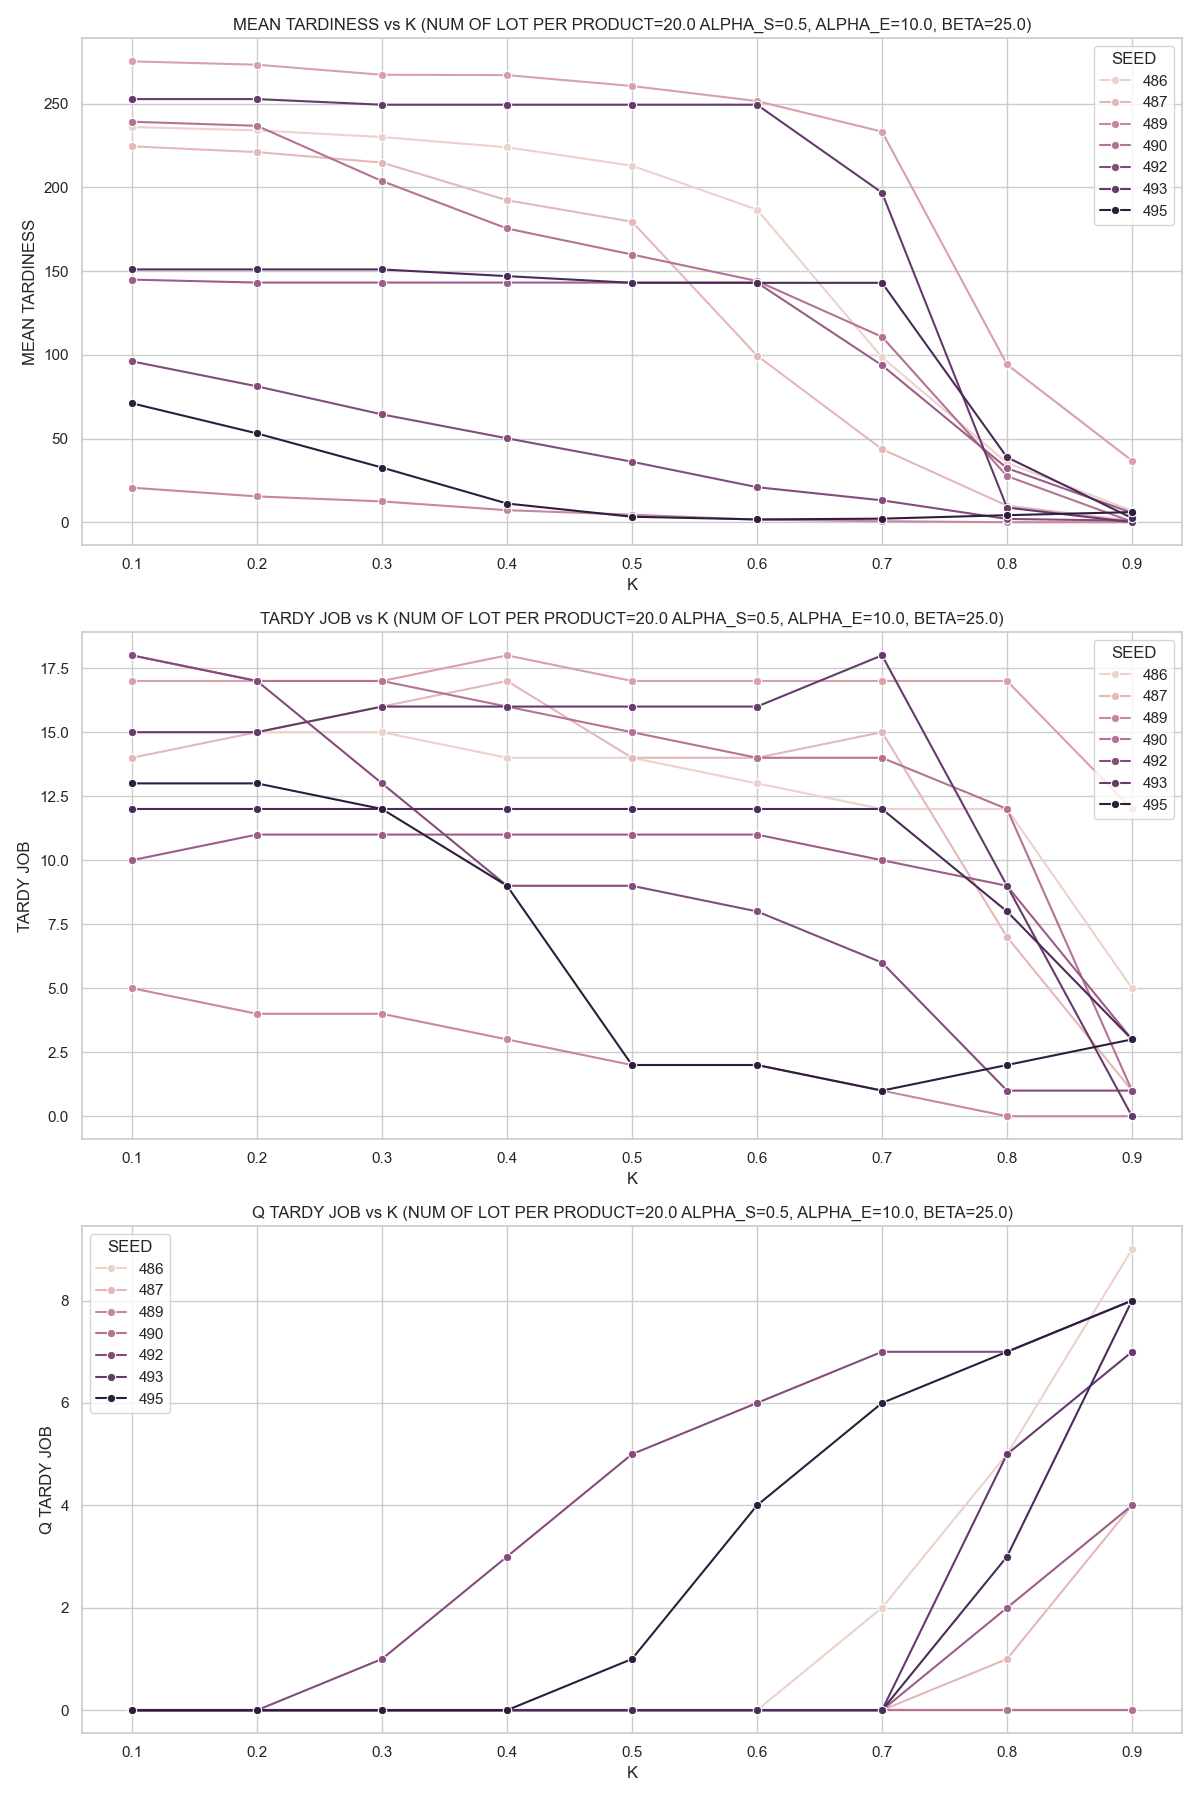 MEAN TARDINESS vs K (NUM OF LOT PER PRODUCT=20.0 ALPHA_S=0.5, ALPHA_E=10.0, BETA=25.0)
MEAN TARDINESS
250
200
150
100
50
0
SEED
486
487
489
490
492
493
495
0.1 0.2 0.3 0.4 0.5 0.6 0.7 0.8 0.9
K
TARDY JOB vs K (NUM OF LOT PER PRODUCT=20.0 ALPHA_S=0.5, ALPHA_E=10.0, BETA=25.0)
TARDY JOB
17.5
15.0
12.5
10.0
7.5
5.0
2.5
0.0
SEED
486
487
489
490
492
493
495
0.1 0.2 0.3 0.4 0.5 0.6 0.7 0.8 0.9
K
Q TARDY JOB vs K (NUM OF LOT PER PRODUCT=20.0 ALPHA_S=0.5, ALPHA_E=10.0, BETA=25.0)
Q TARDY JOB
8
6
4
2
0
SEED
486
487
489
490
492
493
495
0.1 0.2 0.3 0.4 0.5 0.6 0.7 0.8 0.9
K